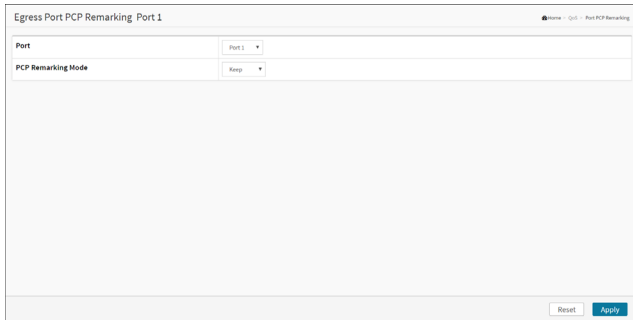 Egress Port PCP Remarking Port 1
Home > QoS > Port PCP Remarking
Port
Port 1
PCP Remarking Mode
Keep
Reset
Apply